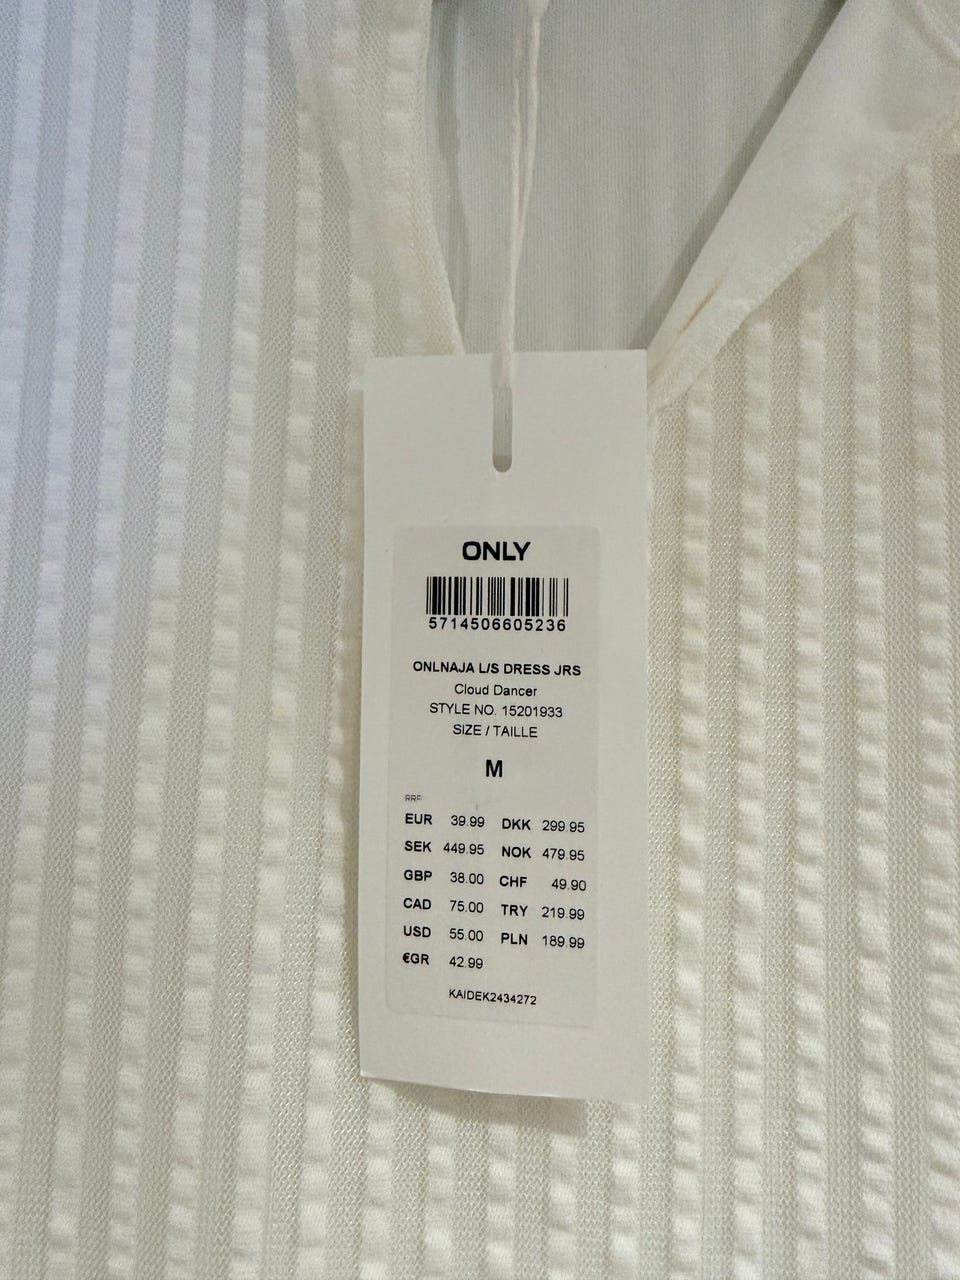 ONLY
5714506605236
ONLNAJA L/S DRESS JRS
Cloud Dancer
STYLE NO. 15201933
SIZE / TAILLE
M
RRP
EUR 39.99 DKK 299.95
SEK 449.95 NOK 479.95
GBP 38.00 CHF 49.90
CAD 75.00 TRY 219.99
USD 55.00 PLN 189.99
€GR 42.99
KAIDEK2434272